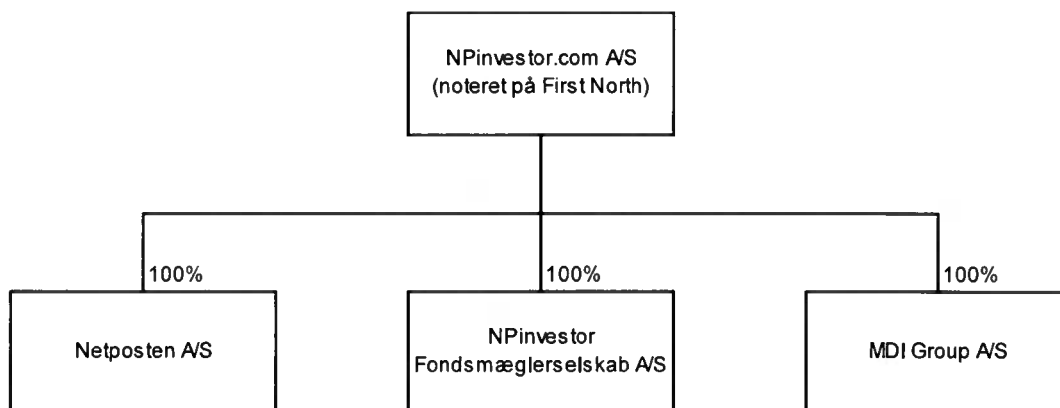 NPinvestor.com A/S
(noteret på First North)
100%
100%
100%
Netposten A/S
NPinvestor
Fondsmæglerselskab A/S
MDI Group A/S